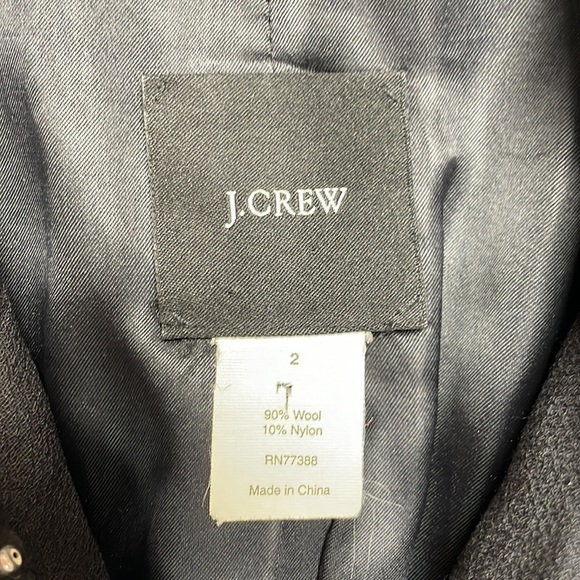 J.CREW
2
90% Wool
10% Nylon
RN77388
Made in China